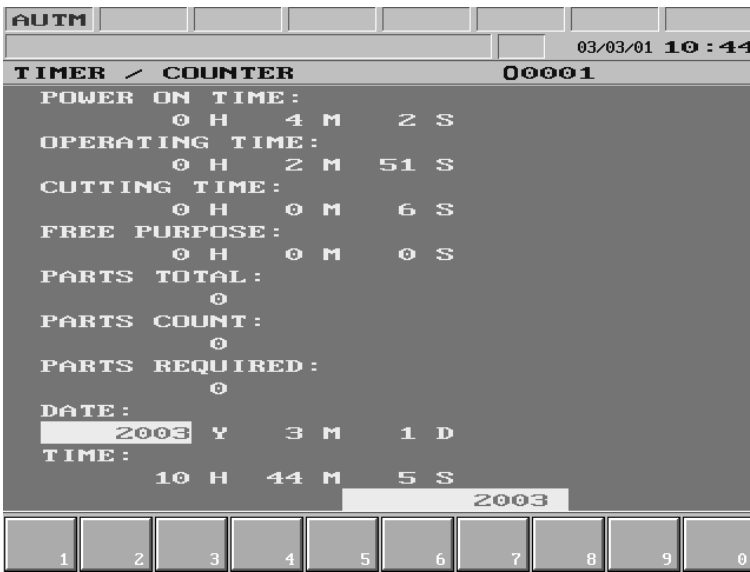 AUTM
03/03/01 10:44
TIMER / COUNTER O0001
POWER ON TIME:
0 H 4 M 2 S
OPERATING TIME:
0 H 2 M 51 S
CUTTING TIME:
0 H 0 M 6 S
FREE PURPOSE:
0 H 0 M 0 S
PARTS TOTAL:
0
PARTS COUNT:
0
PARTS REQUIRED:
0
DATE:
2003 Y 3 M 1 D
TIME:
10 H 44 M 5 S
2003
1 2 3 4 5 6 7 8 9 0